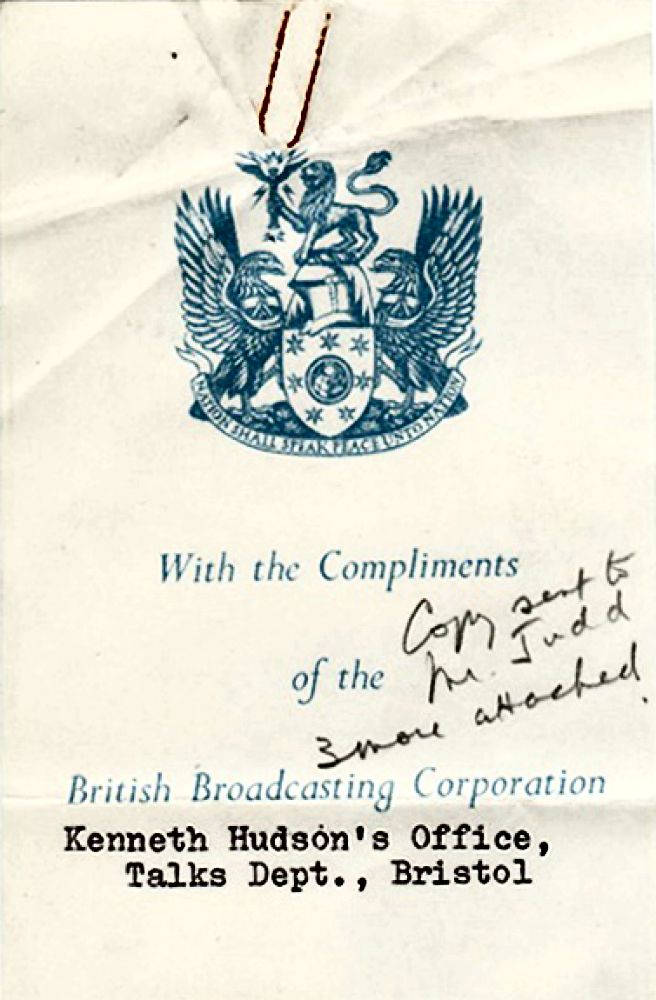 NATION SHALL SPEAK PEACE UNTO NATION
With the Compliments
Copy sent to
Mr. Judd
of the
3 more attached.
British Broadcasting Corporation
Kenneth Hudson's Office,
Talks Dept., Bristol